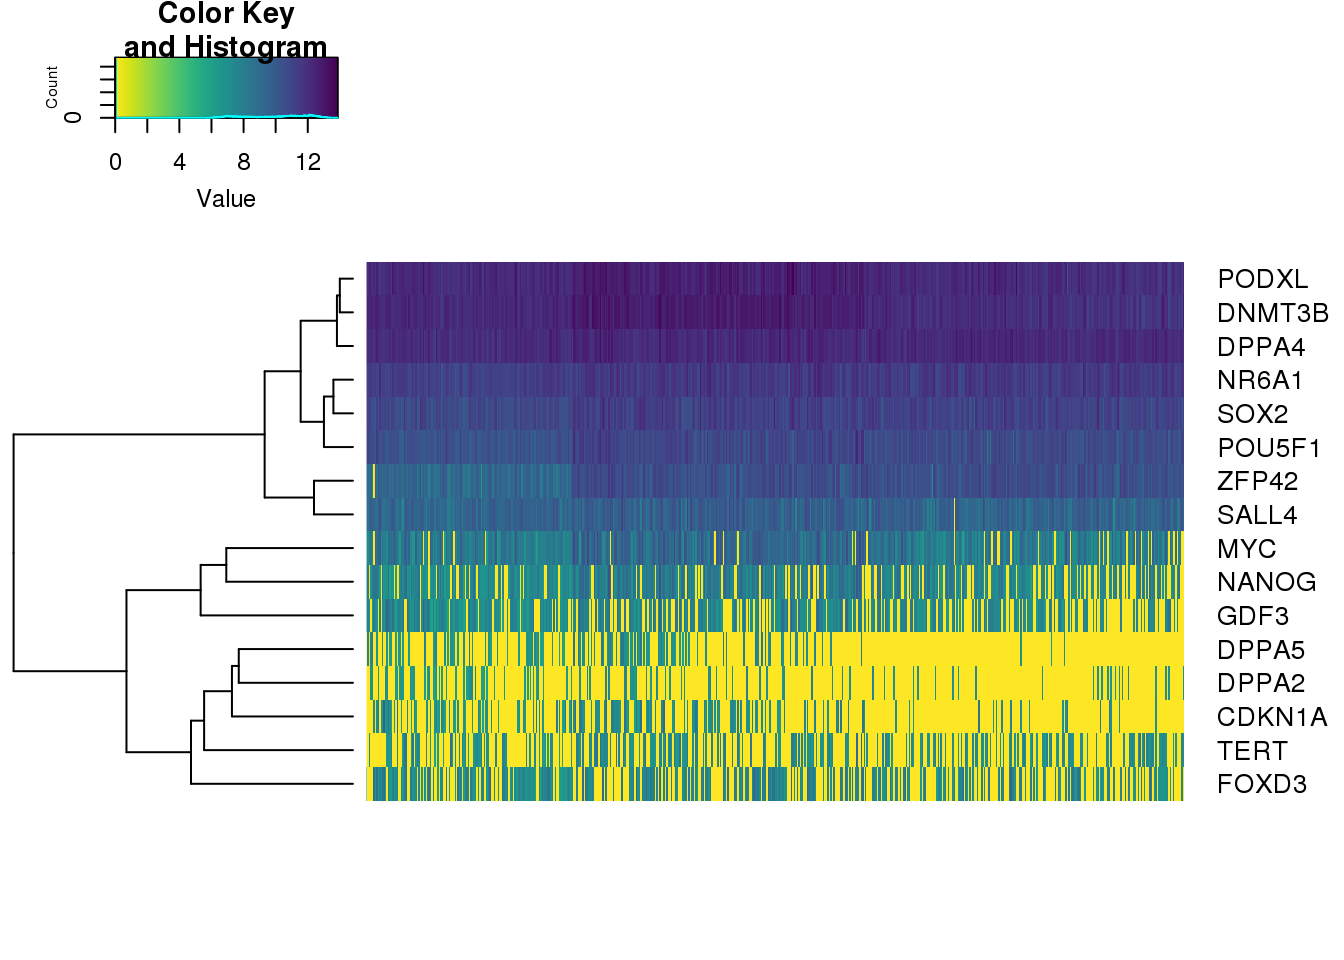 Color Key
and Histogram
Count
0
0 4 8 12
Value
PODXL
DNMT3B
DPPA4
NR6A1
SOX2
POU5F1
ZFP42
SALL4
MYC
NANOG
GDF3
DPPA5
DPPA2
CDKN1A
TERT
FOXD3